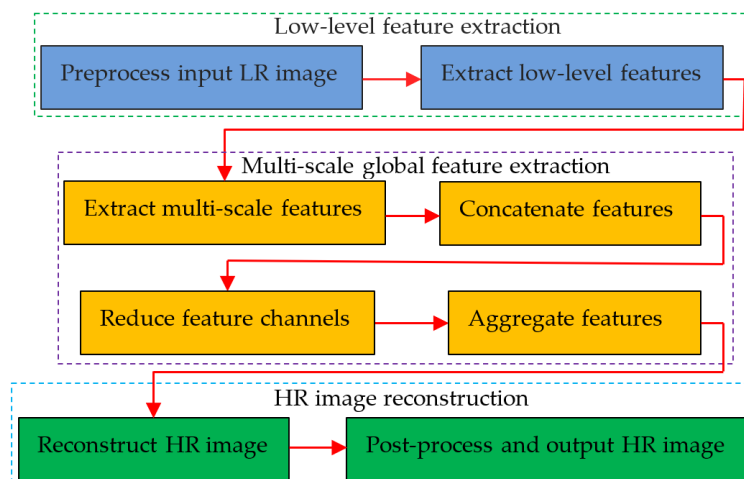 Low-level feature extraction
Preprocess input LR image
Extract low-level features
Multi-scale global feature extraction
Extract multi-scale features
Concatenate features
Reduce feature channels
Aggregate features
HR image reconstruction
Reconstruct HR image
Post-process and output HR image